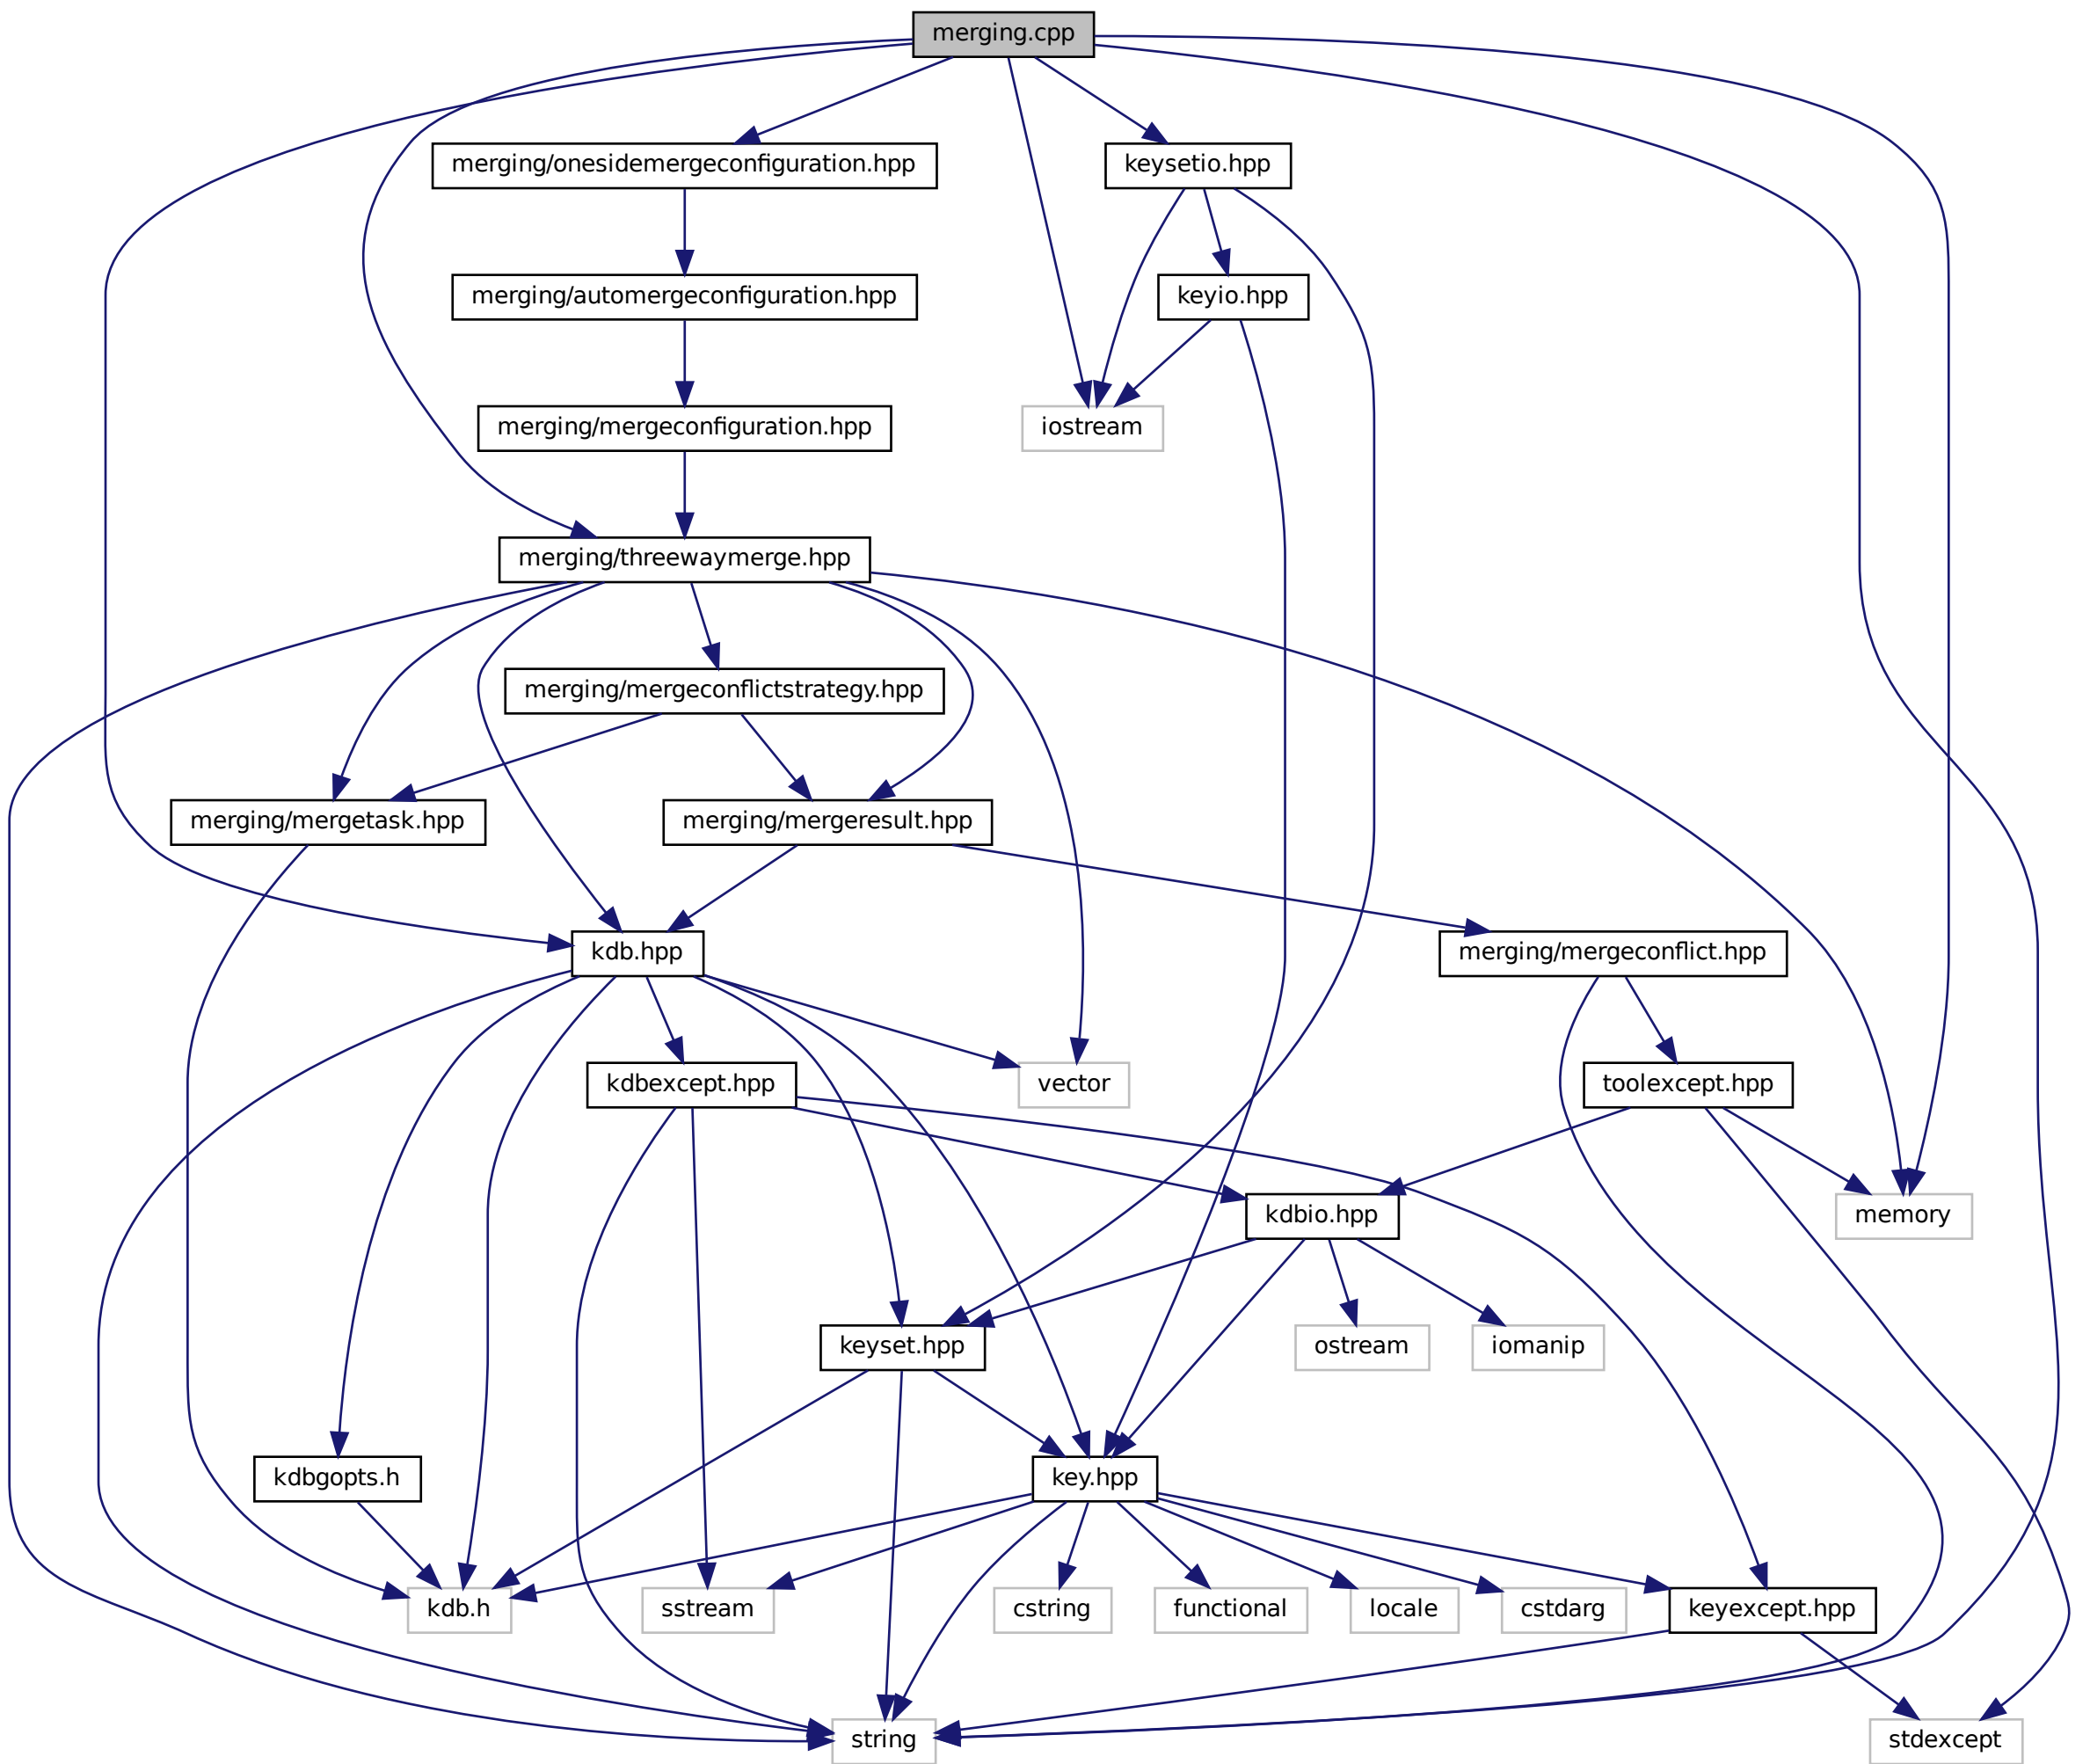 merging.cpp
merging/onesidemergeconfiguration.hpp
keysetio.hpp
merging/automergeconfiguration.hpp
keyio.hpp
merging/mergeconfiguration.hpp
iostream
merging/threewaymerge.hpp
merging/mergeconflictstrategy.hpp
merging/mergetask.hpp
merging/mergeresult.hpp
kdb.hpp
merging/mergeconflict.hpp
kdbexcept.hpp
vector
toolexcept.hpp
kdbio.hpp
memory
keyset.hpp
ostream
iomanip
kdbgopts.h
key.hpp
kdb.h
sstream
cstring
functional
locale
cstdarg
keyexcept.hpp
string
stdexcept